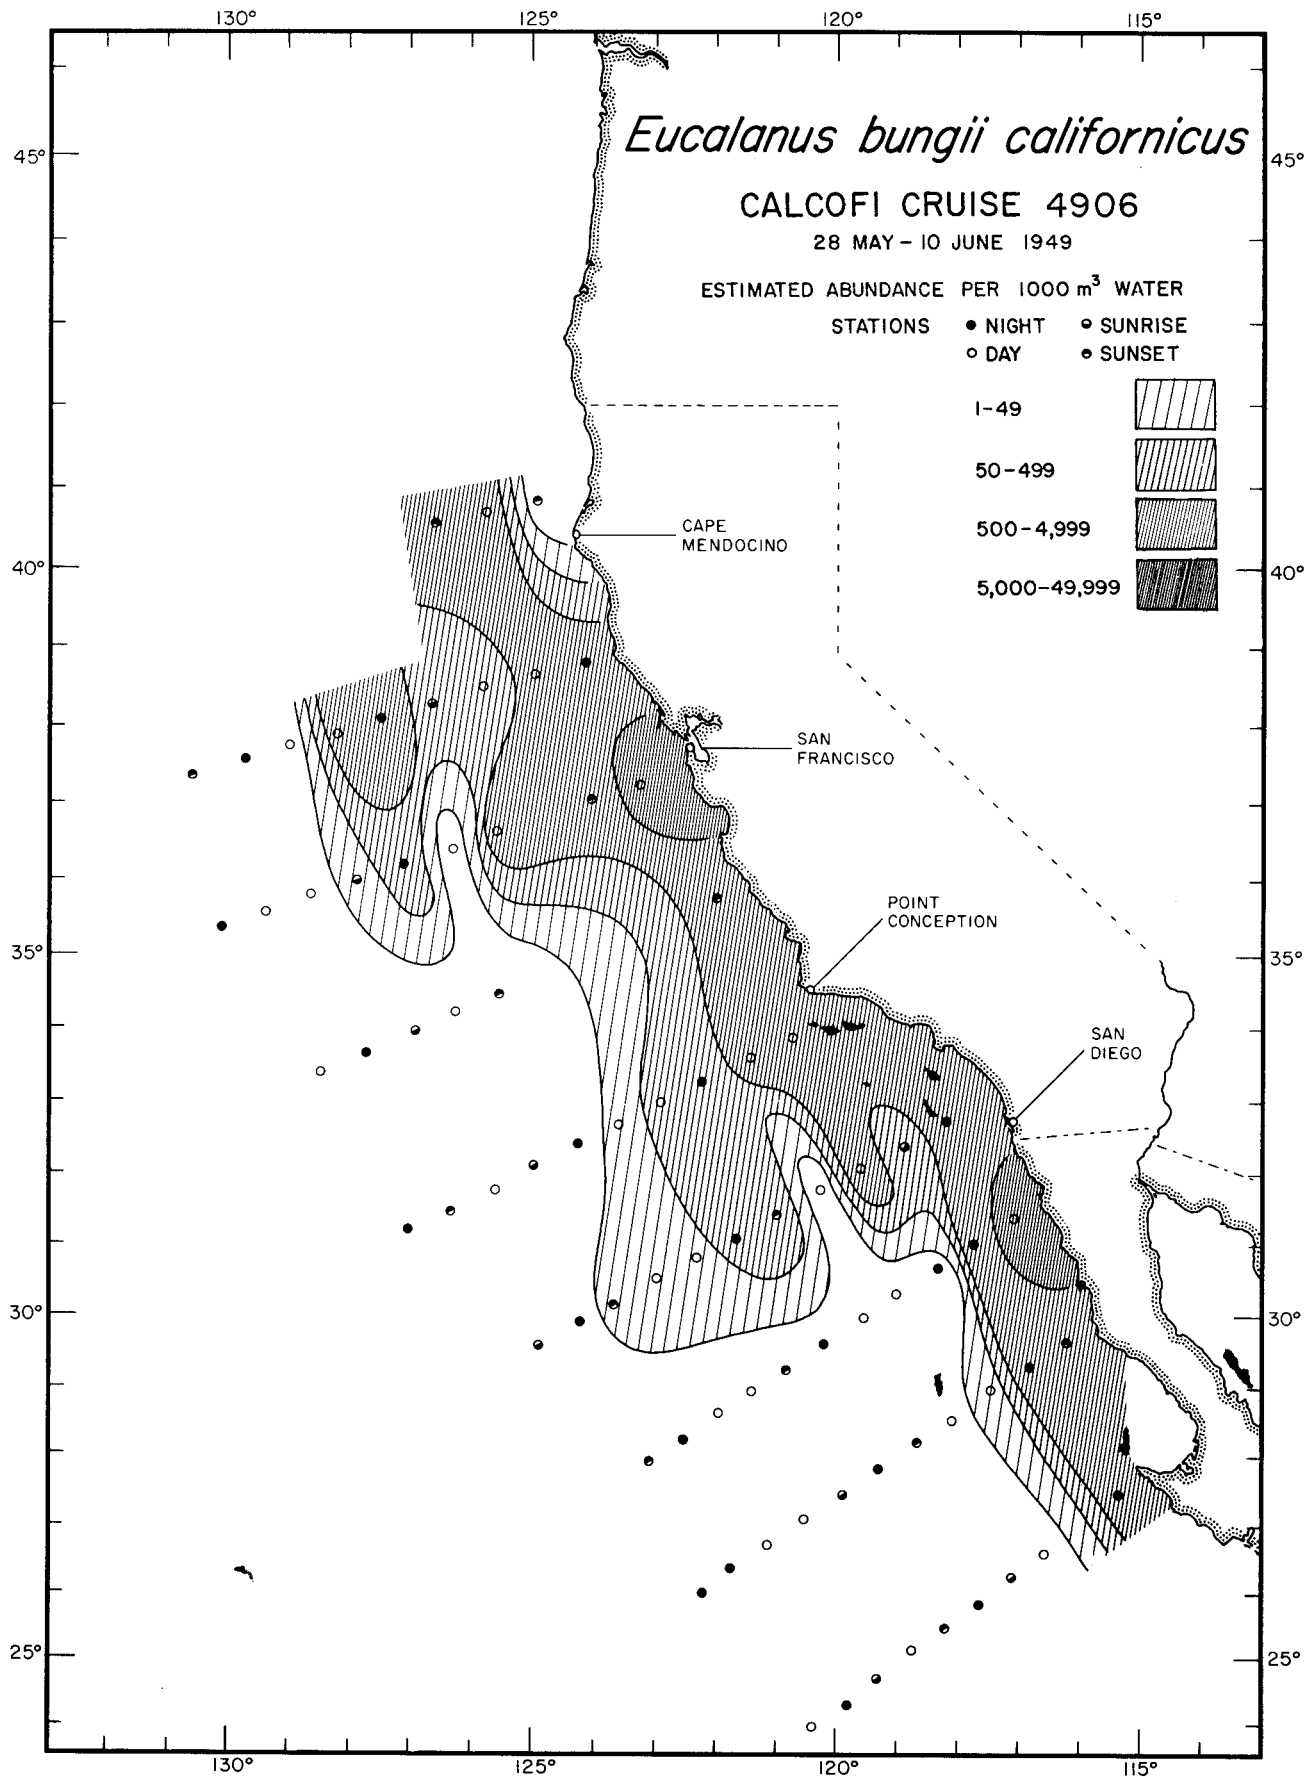 130° 125° 120° 115°
Eucalanus bungii californicus
45° 45°
CALCOFI CRUISE 4906
28 MAY – 10 JUNE 1949
ESTIMATED ABUNDANCE PER 1000 m³ WATER
STATIONS NIGHT SUNRISE
DAY SUNSET
1–49
50–499
500–4,999
5,000–49,999
CAPE
MENDOCINO
40° 40°
SAN
FRANCISCO
POINT
CONCEPTION
35° 35°
SAN
DIEGO
30° 30°
25° 25°
130° 125° 120° 115°